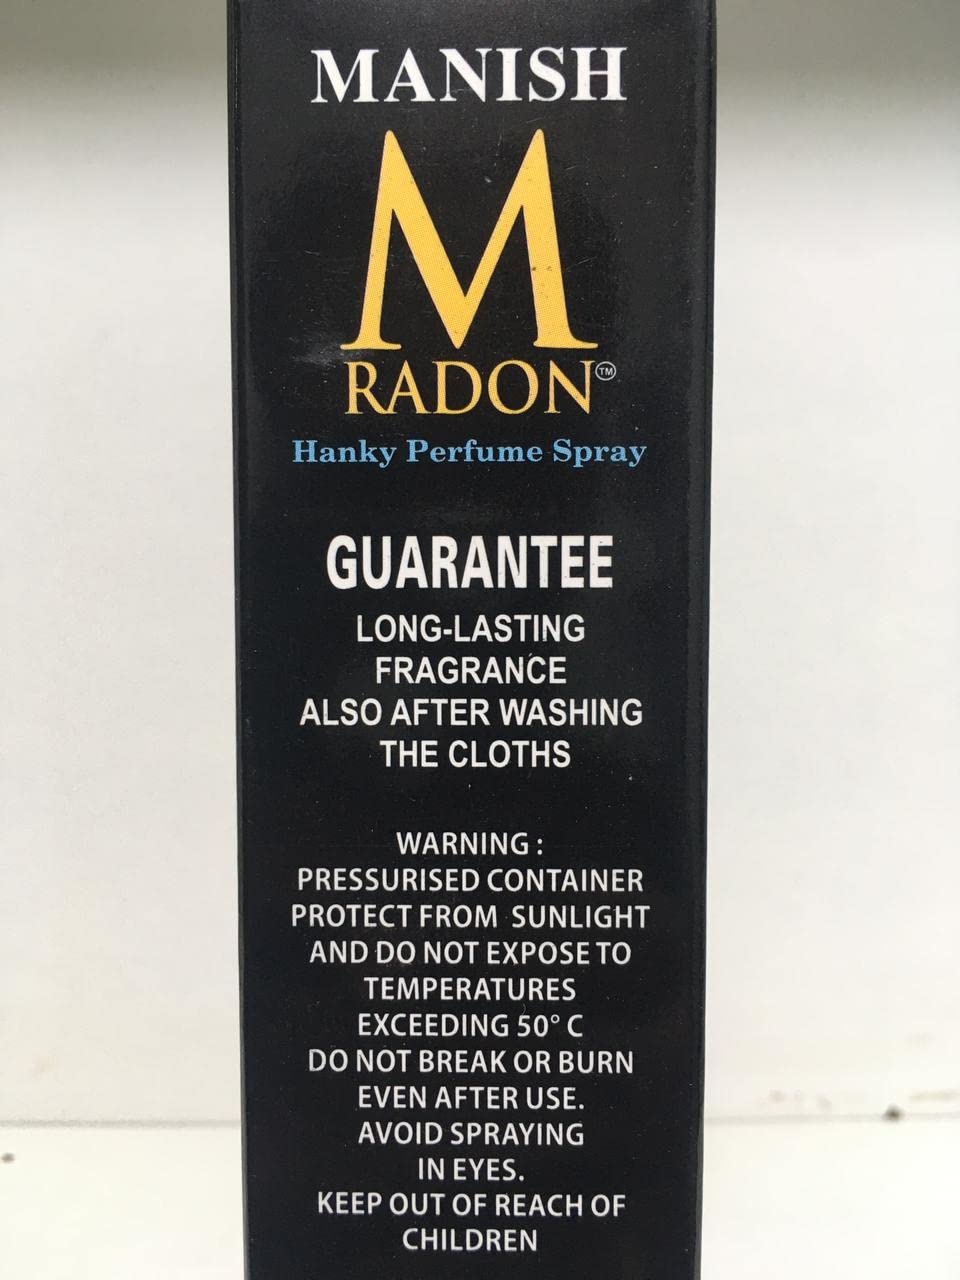 MANISH
M
RADON™
Hanky Perfume Spray
GUARANTEE
LONG-LASTING
FRAGRANCE
ALSO AFTER WASHING
THE CLOTHS
WARNING :
PRESSURISED CONTAINER
PROTECT FROM SUNLIGHT
AND DO NOT EXPOSE TO
TEMPERATURES
EXCEEDING 50° C
DO NOT BREAK OR BURN
EVEN AFTER USE.
AVOID SPRAYING
IN EYES.
KEEP OUT OF REACH OF
CHILDREN